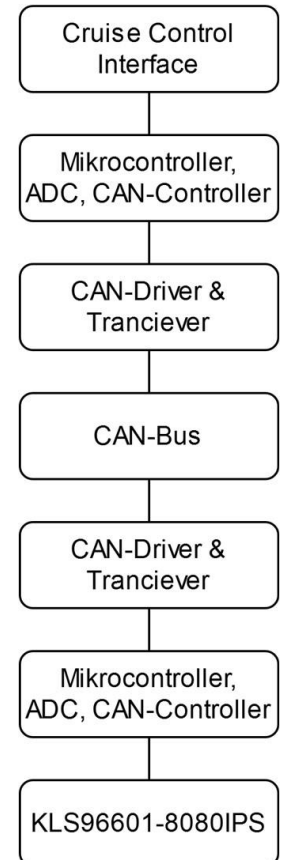 Cruise Control
Interface
Mikrocontroller,
ADC, CAN-Controller
CAN-Driver &
Tranciever
CAN-Bus
CAN-Driver &
Tranciever
Mikrocontroller,
ADC, CAN-Controller
KLS96601-8080IPS